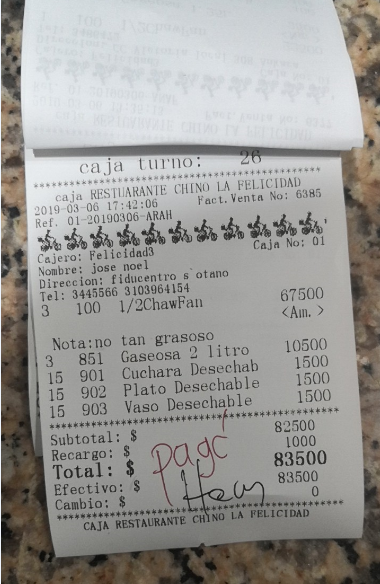 caja turno: 26
****************************************
caja RESTUARANTE CHINO LA FELICIDAD
2019-03-06 17:42:06 Fact.Venta No: 6385
Ref. 01-20190306-ARAH
Cajero: Felicidad3 Caja No: 01
Nombre: jose noel
Direccion: fiducentro s otano
Tel: 3445566 3103964154
3 100 1/2ChawFan 67500
<Am.>
Nota:no tan grasoso
3 851 Gaseosa 2 litro 10500
15 901 Cuchara Desechab 1500
15 902 Plato Desechable 1500
15 903 Vaso Desechable 1500
****************************************
Subtotal: $ 82500
Recargo: $ 1000
Total: $ 83500
Efectivo: $ 83500
Cambio: $ 0
pagó
****************************************
CAJA RESTAURANTE CHINO LA FELICIDAD